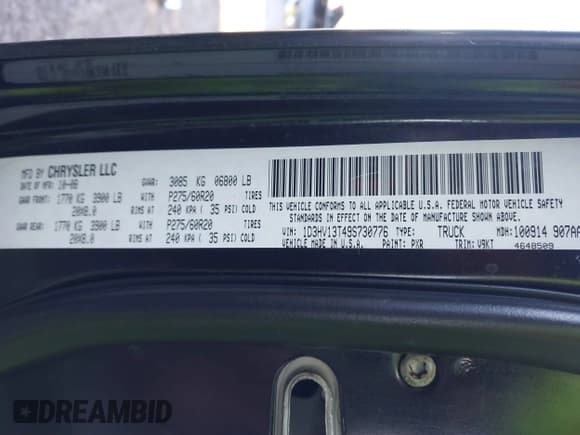 MFD BY CHRYSLER LLC
DATE OF MFR 10-08 GVWR: 3085 KG 06800 LB
GAWR FRONT: 1770 KG 3900 LB P275/60R20 TIRES
20X8.0 RIMS AT 240 KPA ( 35 PSI) COLD
GAWR REAR: 1770 KG 3900 LB P275/60R20 TIRES
20X8.0 RIMS AT 240 KPA ( 35 PSI) COLD
THIS VEHICLE CONFORMS TO ALL APPLICABLE U.S.A. FEDERAL MOTOR VEHICLE SAFETY
STANDARDS IN EFFECT ON THE DATE OF MANUFACTURE SHOWN ABOVE.
VIN: 1D3HV13T49S730776 TYPE: TRUCK MDH: 100914 907AA
MADE IN U.S.A. PAINT: PXR TRIM: V9KT 4648509
DREAMBID